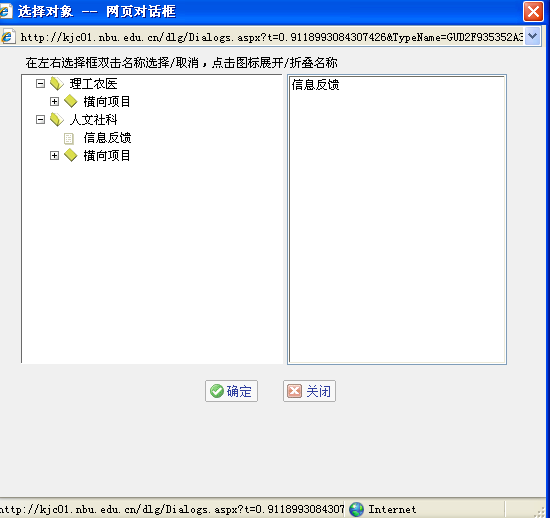 选择对象 -- 网页对话框
http://kjc01.nbu.edu.cn/dlg/Dialogs.aspx?t=0.9118993084307426&TypeName=GUD2F935352A3
在左右选择框双击名称选择/取消，点击图标展开/折叠名称
理工农医
横向项目
人文社科
信息反馈
横向项目
信息反馈
确定
关闭
http://kjc01.nbu.edu.cn/dlg/Dialogs.aspx?t=0.9118993084307
Internet